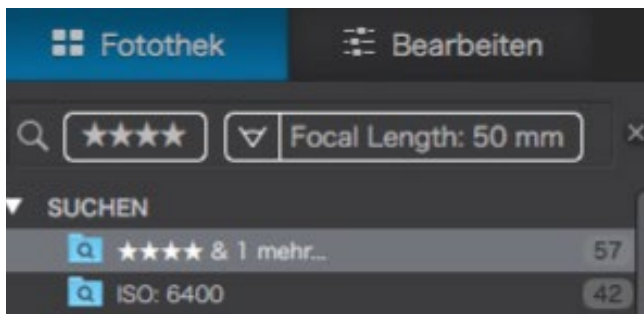 Fotothek Bearbeiten
★★★★ Focal Length: 50 mm
SUCHEN
★★★★ & 1 mehr... 57
ISO: 6400 42